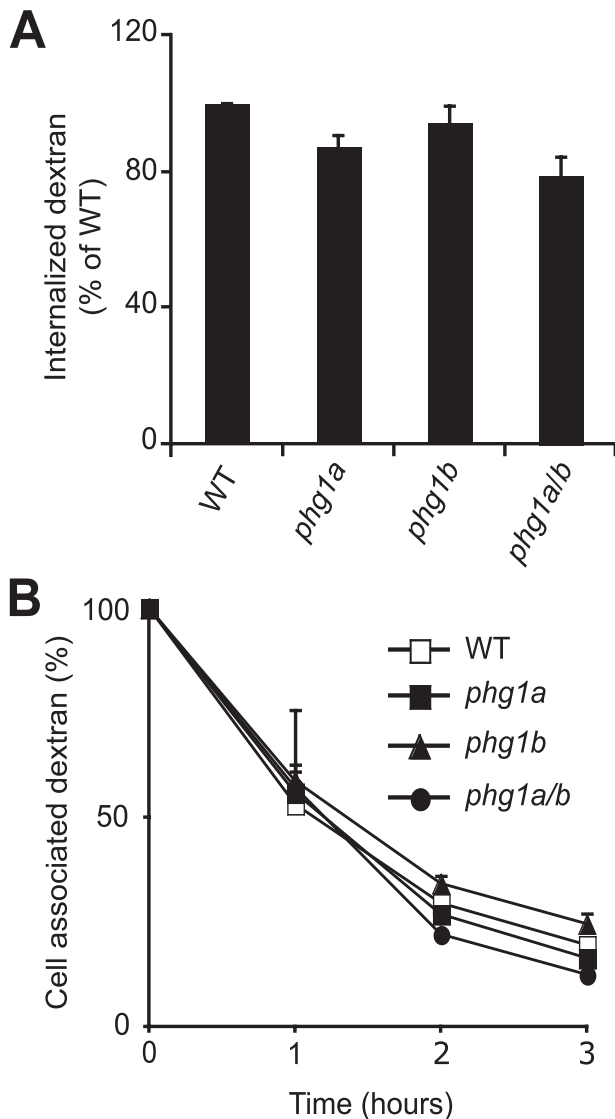 A
120
80
40
0
Internalized dextran
(% of WT)
WT
phg1a
phg1b
phg1a/b
B
100
50
0
Cell associated dextran (%)
WT
phg1a
phg1b
phg1a/b
0 1 2 3
Time (hours)